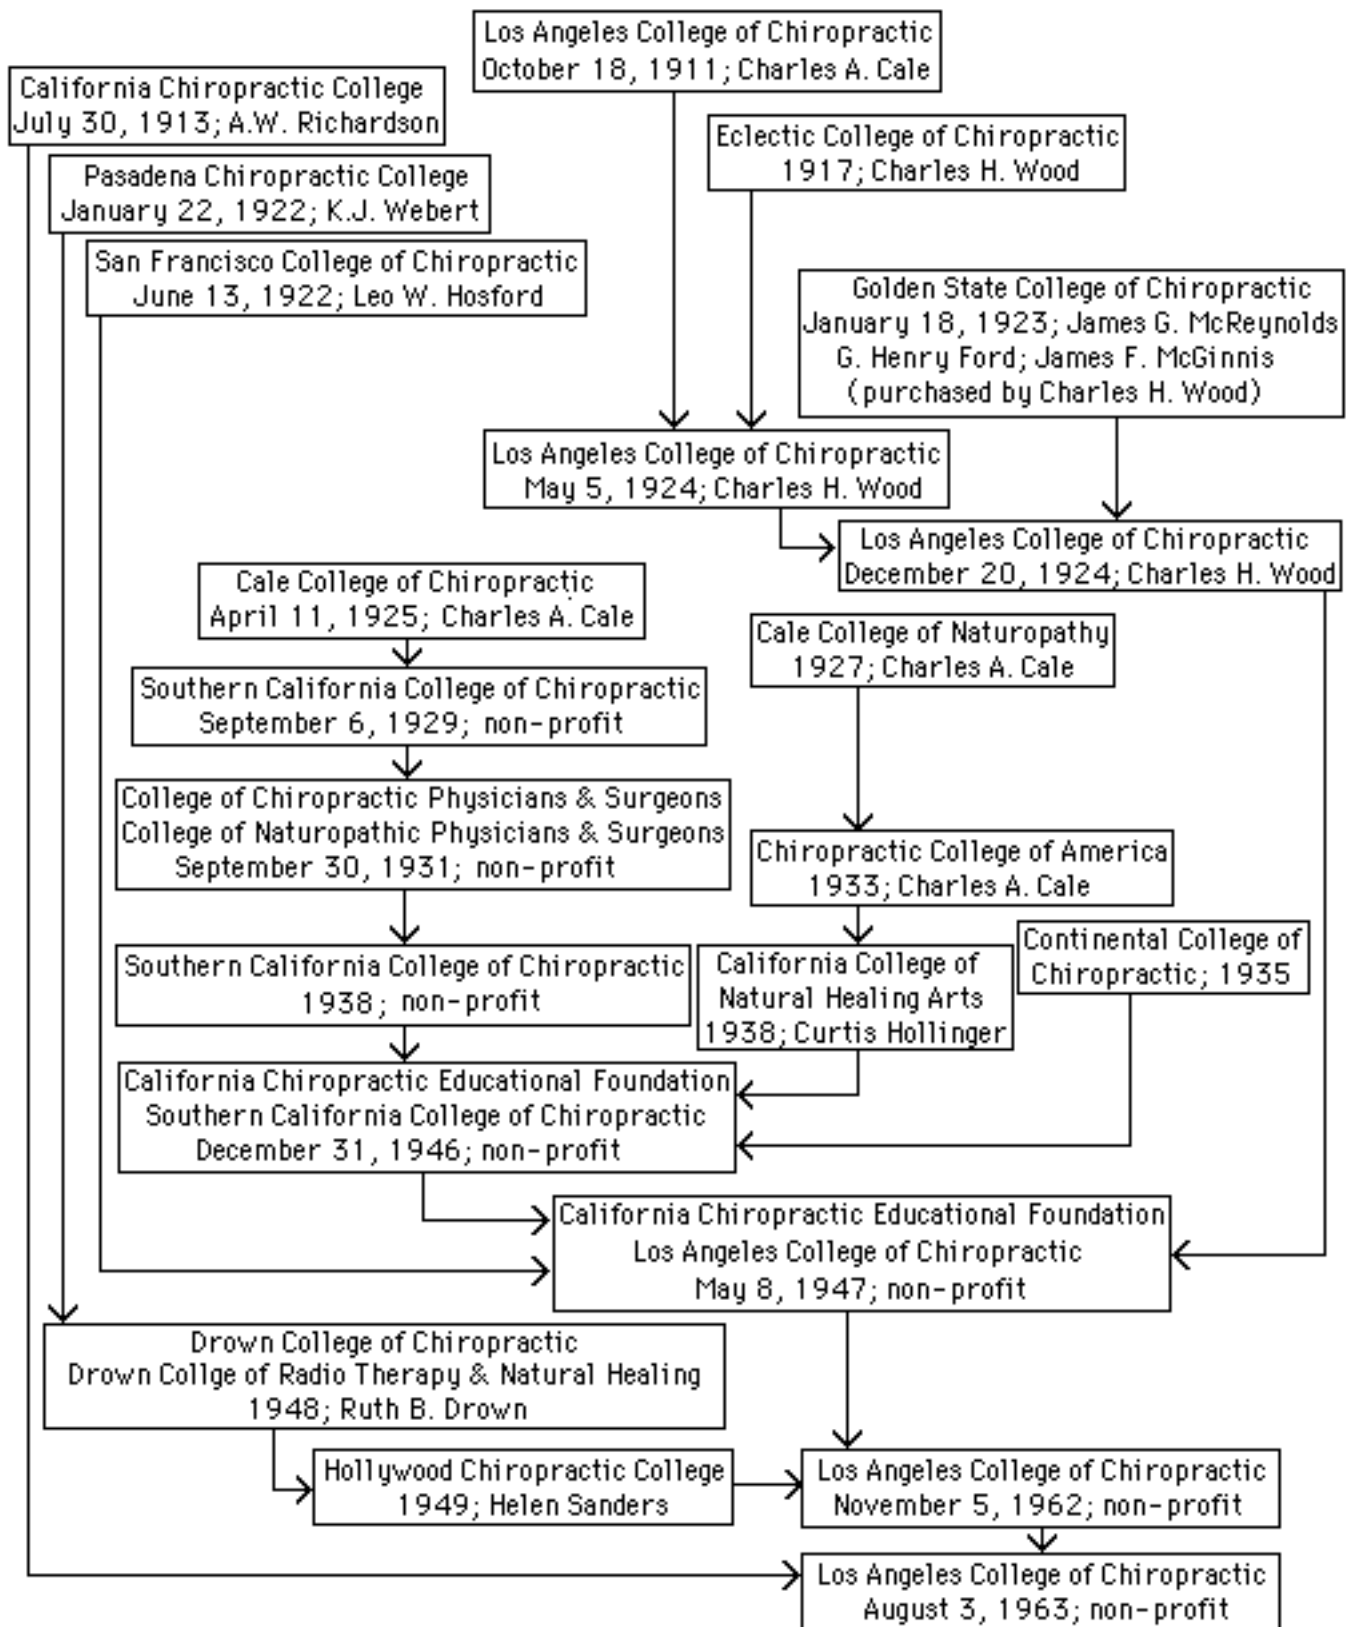 Los Angeles College of Chiropractic
October 18, 1911; Charles A. Cale
California Chiropractic College
July 30, 1913; A.W. Richardson
Eclectic College of Chiropractic
1917; Charles H. Wood
Pasadena Chiropractic College
January 22, 1922; K.J. Webert
San Francisco College of Chiropractic
June 13, 1922; Leo W. Hosford
Golden State College of Chiropractic
January 18, 1923; James G. McReynolds
G. Henry Ford; James F. McGinnis
(purchased by Charles H. Wood)
Los Angeles College of Chiropractic
May 5, 1924; Charles H. Wood
Los Angeles College of Chiropractic
December 20, 1924; Charles H. Wood
Cale College of Chiropractic
April 11, 1925; Charles A. Cale
Cale College of Naturopathy
1927; Charles A. Cale
Southern California College of Chiropractic
September 6, 1929; non-profit
College of Chiropractic Physicians & Surgeons
College of Naturopathic Physicians & Surgeons
September 30, 1931; non-profit
Chiropractic College of America
1933; Charles A. Cale
Continental College of
Chiropractic; 1935
Southern California College of Chiropractic
1938; non-profit
California College of
Natural Healing Arts
1938; Curtis Hollinger
California Chiropractic Educational Foundation
Southern California College of Chiropractic
December 31, 1946; non-profit
California Chiropractic Educational Foundation
Los Angeles College of Chiropractic
May 8, 1947; non-profit
Drown College of Chiropractic
Drown Collge of Radio Therapy & Natural Healing
1948; Ruth B. Drown
Hollywood Chiropractic College
1949; Helen Sanders
Los Angeles College of Chiropractic
November 5, 1962; non-profit
Los Angeles College of Chiropractic
August 3, 1963; non-profit